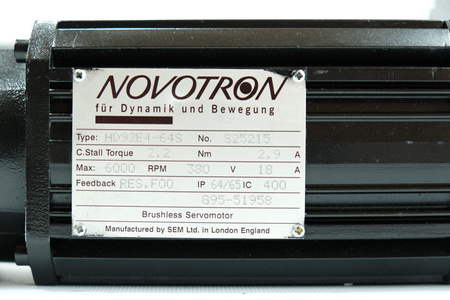 NOVOTRON
für Dynamik und Bewegung
Type: HD92E4-64S No. 825215
C.Stall Torque 2.2 Nm 2.9 A
Max: 6000 RPM 380 V 18 A
Feedback RES.F00 IP 64/65 IC 400
G95-51958
Brushless Servomotor
Manufactured by SEM Ltd. in London England